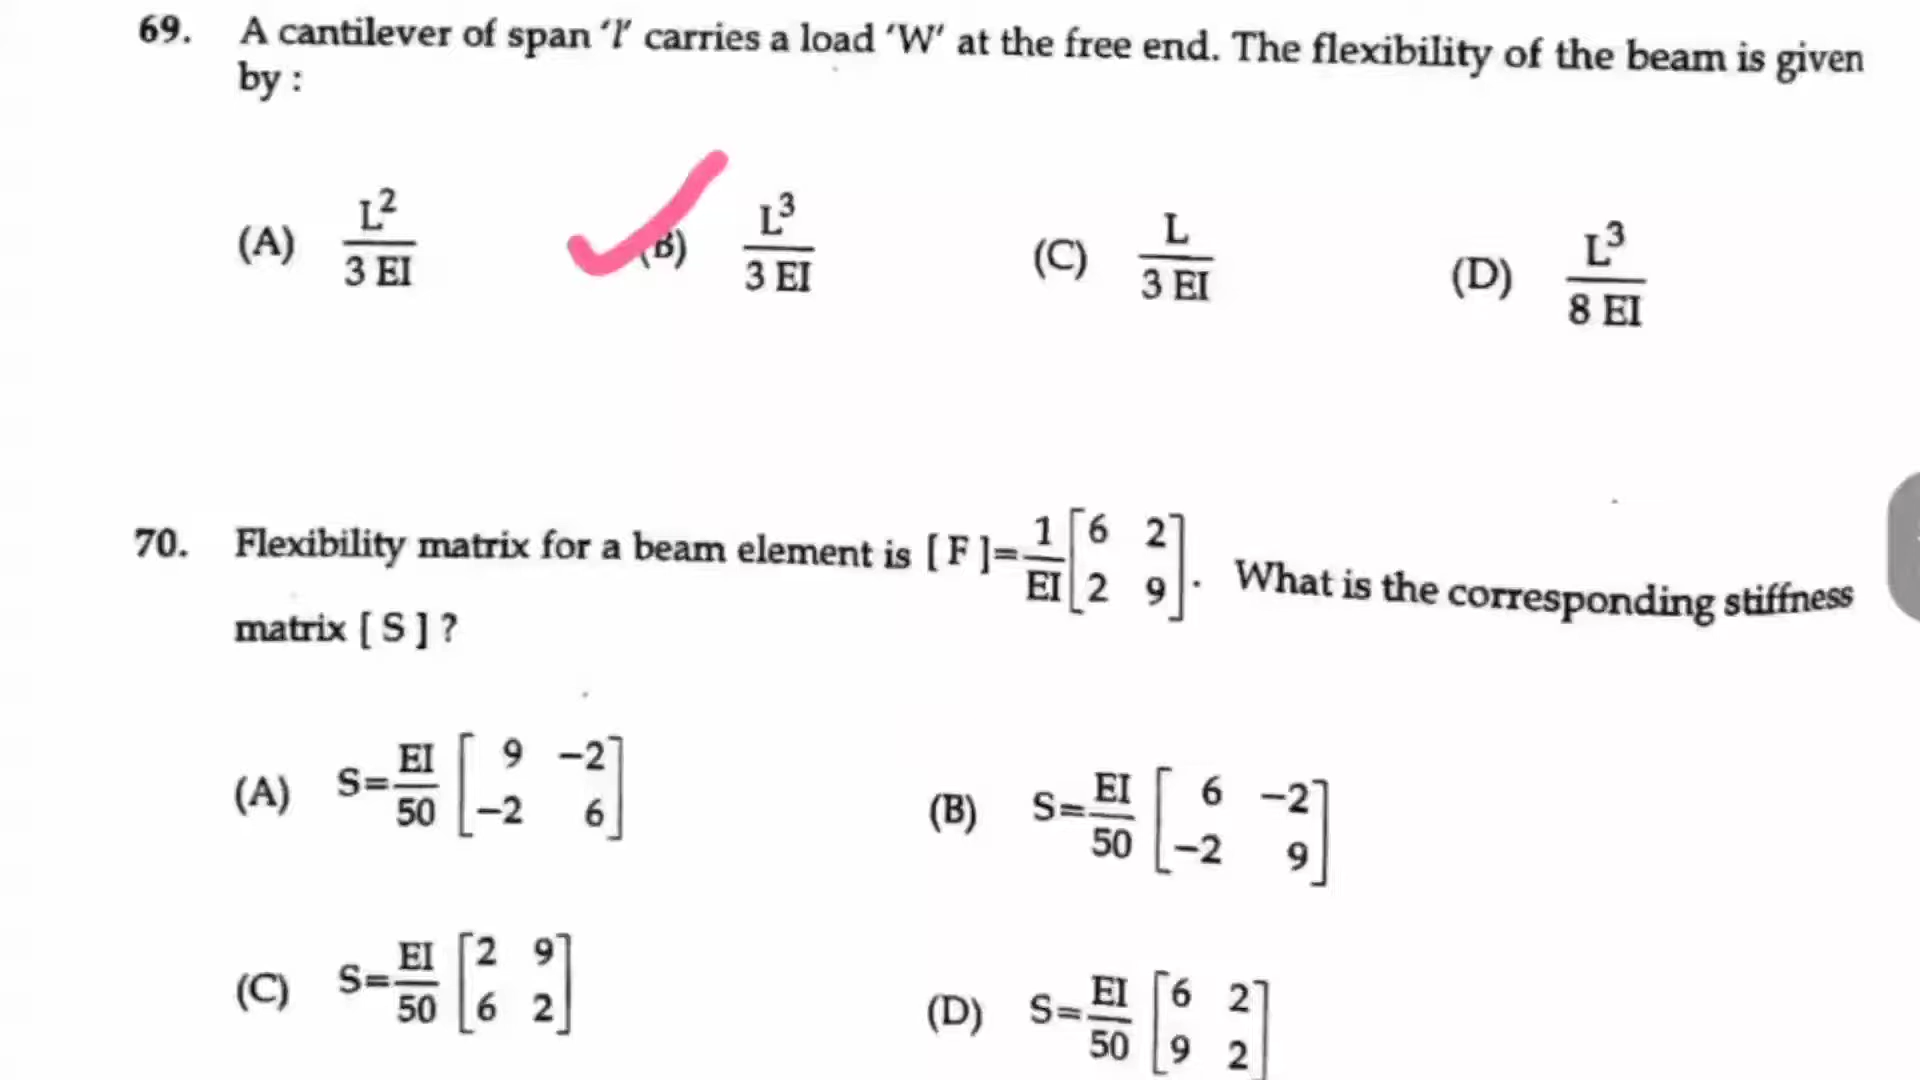 69. A cantilever of span 'l' carries a load 'W' at the free end. The flexibility of the beam is given
by :
(A) L²/3 EI (B) L³/3 EI (C) L/3 EI (D) L³/8 EI
70. Flexibility matrix for a beam element is [ F ]=1/EI [6 2; 2 9]. What is the corresponding stiffness
matrix [ S ] ?
(A) S=EI/50 [9 −2; −2 6] (B) S=EI/50 [6 −2; −2 9]
(C) S=EI/50 [2 9; 6 2] (D) S=EI/50 [6 2; 9 2]